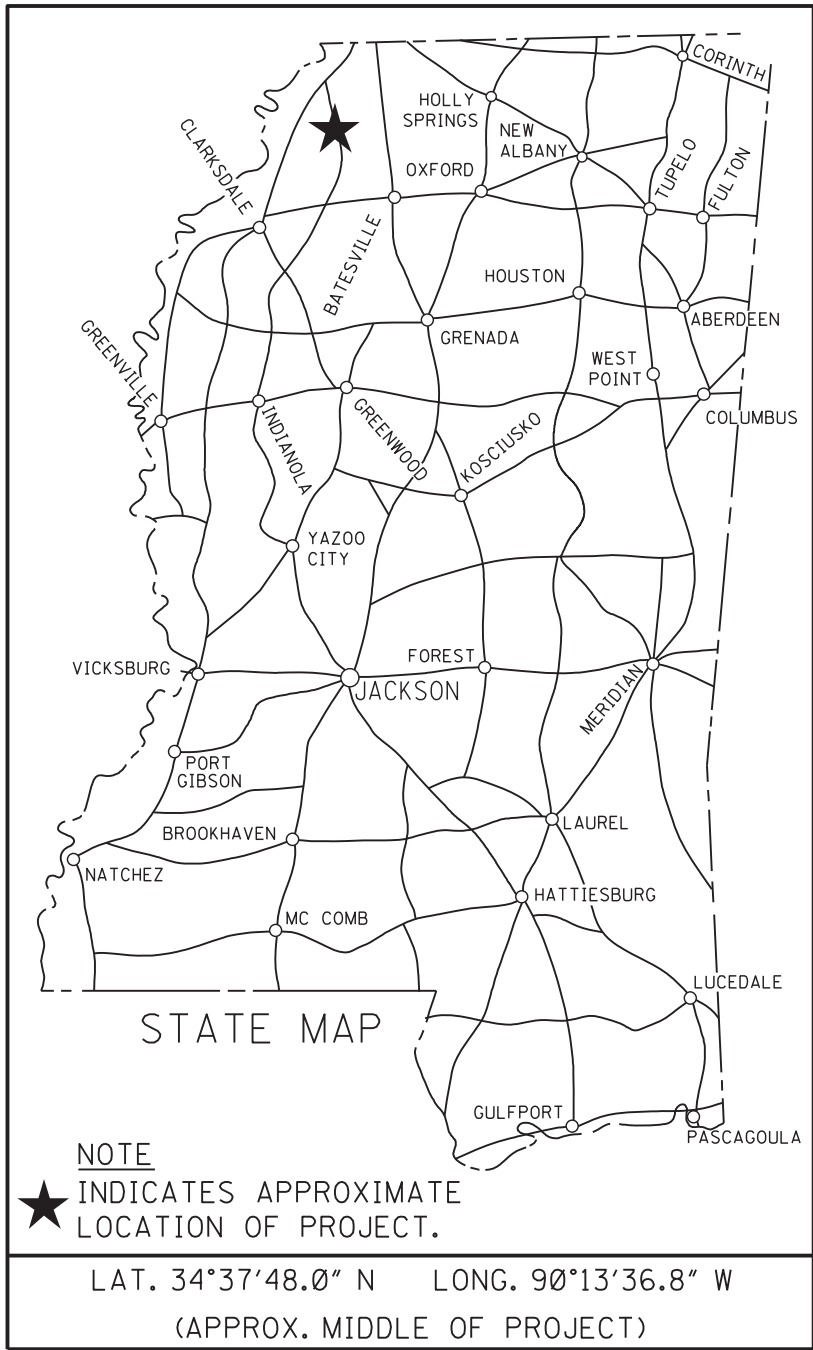 CORINTH
HOLLY
SPRINGS
NEW
ALBANY
CLARKSDALE
OXFORD
TUPELO
FULTON
BATESVILLE
HOUSTON
ABERDEEN
GRENADA
GREENVILLE
WEST
POINT
COLUMBUS
INDIANOLA
GREENWOOD
KOSCIUSKO
YAZOO
CITY
VICKSBURG
FOREST
JACKSON
MERIDIAN
PORT
GIBSON
BROOKHAVEN
LAUREL
NATCHEZ
HATTIESBURG
MC COMB
LUCEDALE
STATE MAP
GULFPORT
PASCAGOULA
NOTE
INDICATES APPROXIMATE
LOCATION OF PROJECT.
LAT. 34°37'48.0" N LONG. 90°13'36.8" W
(APPROX. MIDDLE OF PROJECT)